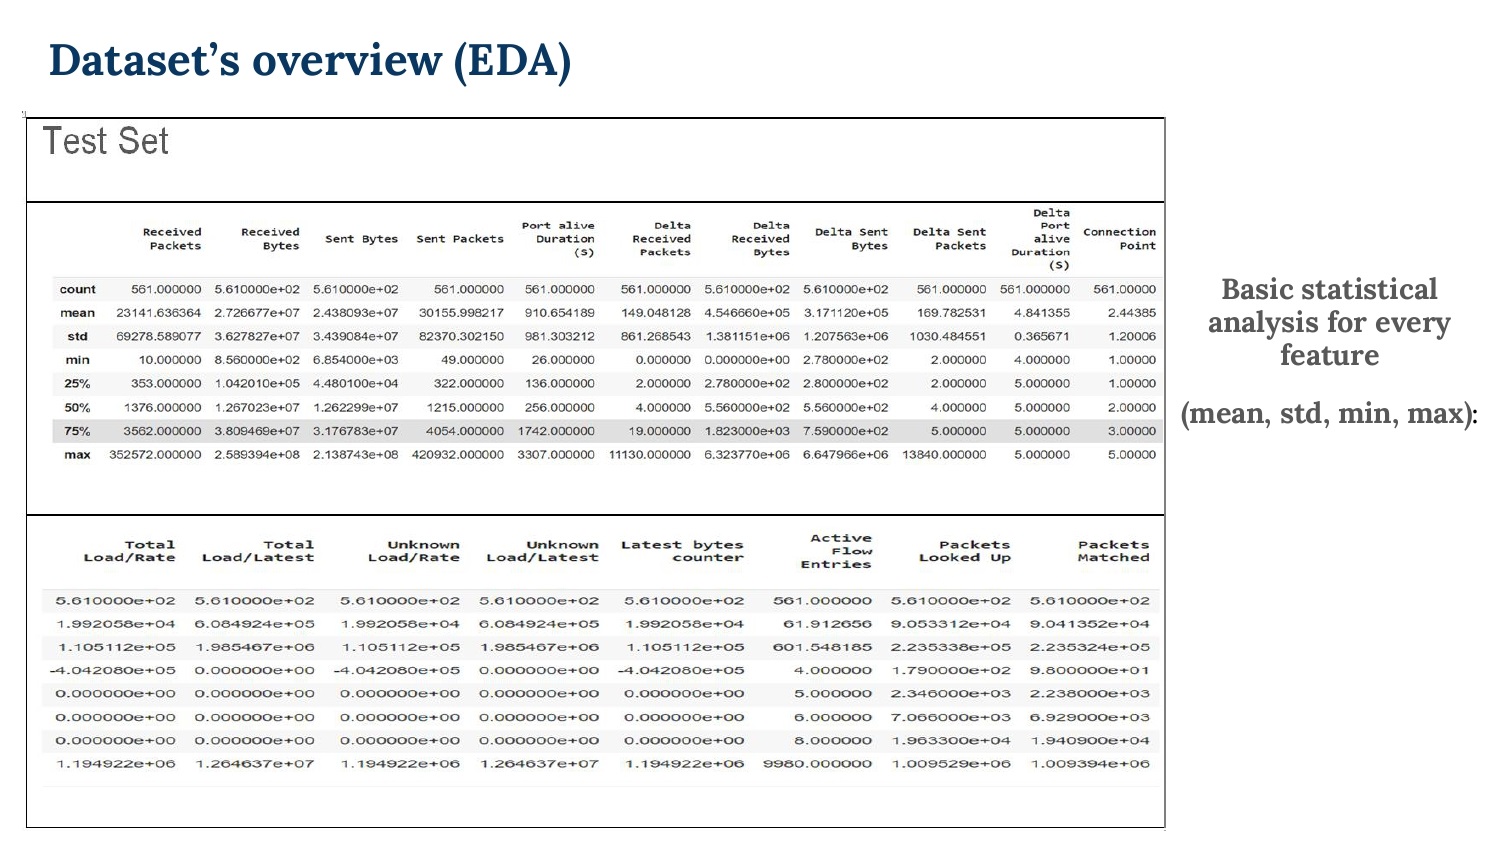 Dataset’s overview (EDA)
Test Set
Received Packets | Received Bytes | Sent Bytes | Sent Packets | Port alive Duration (S) | Delta Received Packets | Delta Received Bytes | Delta Sent Bytes | Delta Sent Packets | Delta Port alive Duration (S) | Connection Point
count 561.000000 5.610000e+02 5.610000e+02 561.000000 561.000000 561.000000 5.610000e+02 5.610000e+02 561.000000 561.000000 561.00000
mean 23141.636364 2.726677e+07 2.438093e+07 30155.998217 910.654189 149.048128 4.546660e+05 3.171120e+05 169.782531 4.841355 2.44385
std 69278.589077 3.627827e+07 3.439084e+07 82370.302150 981.303212 861.268543 1.381151e+06 1.207563e+06 1030.484551 0.365671 1.20006
min 10.000000 8.560000e+02 6.854000e+03 49.000000 26.000000 0.000000 0.000000e+00 2.780000e+02 2.000000 4.000000 1.00000
25% 353.000000 1.042010e+05 4.480100e+04 322.000000 136.000000 2.000000 2.780000e+02 2.800000e+02 2.000000 5.000000 1.00000
50% 1376.000000 1.267023e+07 1.262299e+07 1215.000000 256.000000 4.000000 5.560000e+02 5.560000e+02 4.000000 5.000000 2.00000
75% 3562.000000 3.809469e+07 3.176783e+07 4054.000000 1742.000000 19.000000 1.823000e+03 7.590000e+02 5.000000 5.000000 3.00000
max 352572.000000 2.589394e+08 2.138743e+08 420932.000000 3307.000000 11130.000000 6.323770e+06 6.647966e+06 13840.000000 5.000000 5.00000
Total Load/Rate | Total Load/Latest | Unknown Load/Rate | Unknown Load/Latest | Latest bytes counter | Active Flow Entries | Packets Looked Up | Packets Matched
5.610000e+02 5.610000e+02 5.610000e+02 5.610000e+02 5.610000e+02 561.000000 5.610000e+02 5.610000e+02
1.992058e+04 6.084924e+05 1.992058e+04 6.084924e+05 1.992058e+04 61.912656 9.053312e+04 9.041352e+04
1.105112e+05 1.985467e+06 1.105112e+05 1.985467e+06 1.105112e+05 601.548185 2.235338e+05 2.235324e+05
-4.042080e+05 0.000000e+00 -4.042080e+05 0.000000e+00 -4.042080e+05 4.000000 1.790000e+02 9.800000e+01
0.000000e+00 0.000000e+00 0.000000e+00 0.000000e+00 0.000000e+00 5.000000 2.346000e+03 2.238000e+03
0.000000e+00 0.000000e+00 0.000000e+00 0.000000e+00 0.000000e+00 6.000000 7.066000e+03 6.929000e+03
0.000000e+00 0.000000e+00 0.000000e+00 0.000000e+00 0.000000e+00 8.000000 1.963300e+04 1.940900e+04
1.194922e+06 1.264637e+07 1.194922e+06 1.264637e+07 1.194922e+06 9980.000000 1.009529e+06 1.009394e+06
Basic statistical
analysis for every
feature
(mean, std, min, max):